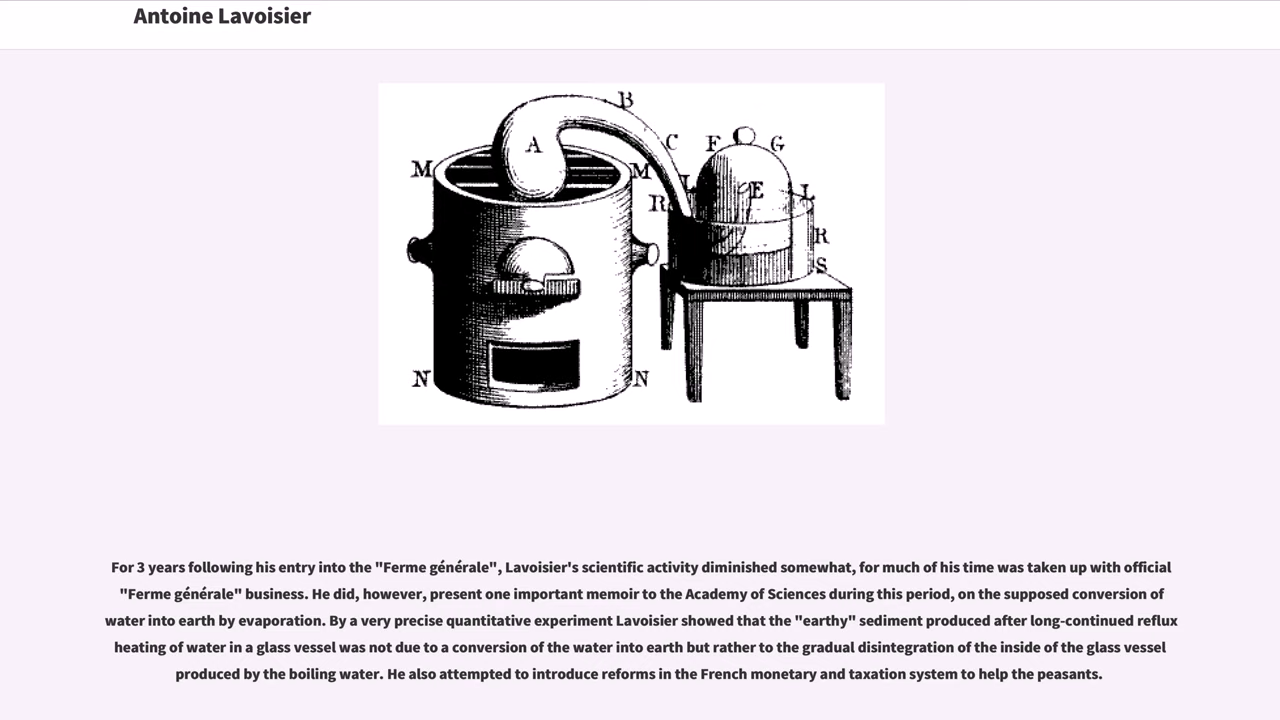 Antoine Lavoisier
B
A
C
F
G
M
M
E
L
L
R
R
S
N
N
For 3 years following his entry into the "Ferme générale", Lavoisier's scientific activity diminished somewhat, for much of his time was taken up with official
"Ferme générale" business. He did, however, present one important memoir to the Academy of Sciences during this period, on the supposed conversion of
water into earth by evaporation. By a very precise quantitative experiment Lavoisier showed that the "earthy" sediment produced after long-continued reflux
heating of water in a glass vessel was not due to a conversion of the water into earth but rather to the gradual disintegration of the inside of the glass vessel
produced by the boiling water. He also attempted to introduce reforms in the French monetary and taxation system to help the peasants.